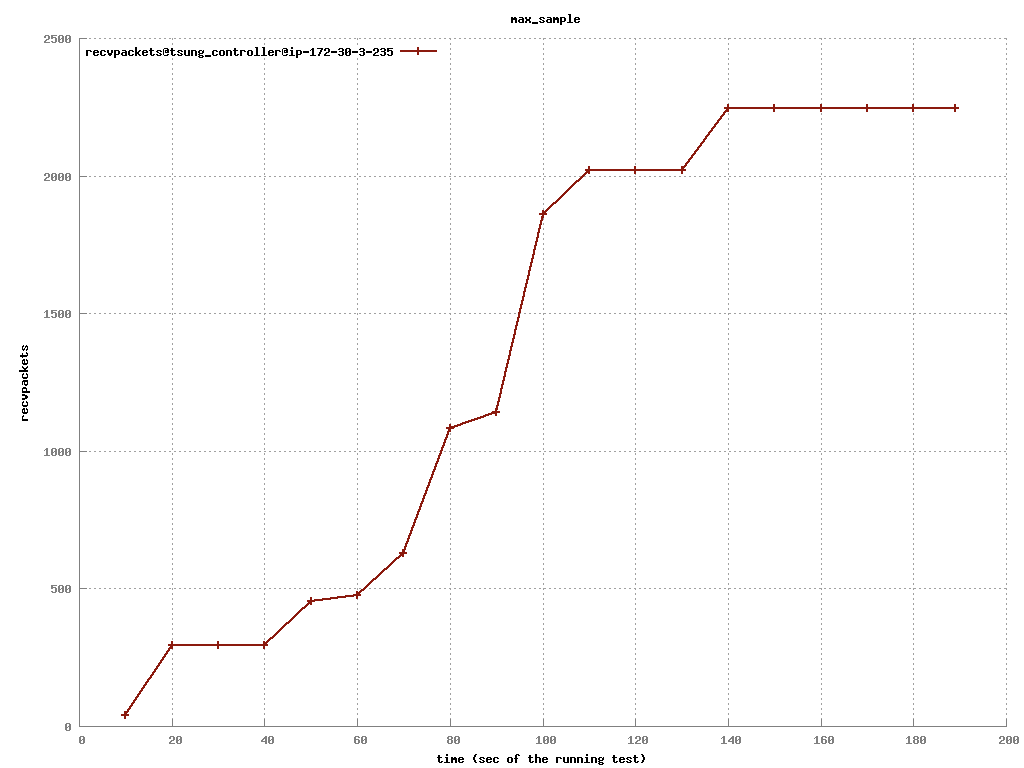 max_sample
recvpackets@tsung_controller@ip-172-30-3-235
2500
2000
1500
1000
500
0
recvpackets
0 20 40 60 80 100 120 140 160 180 200
time (sec of the running test)